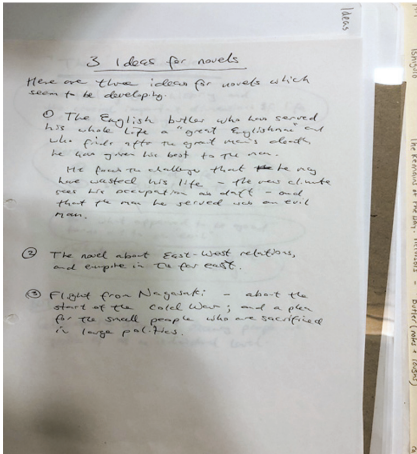 Ideas
3 Ideas for novels
Here are three ideas for novels which
seem to be developing.
① The English butler who has served
his whole life a "great Englishman" and
who finds after the great man's death
he has given his best to the man.
He faces the challenge that he may
have wasted his life - the new climate
sees his occupation as daft - and
that the man he served was an evil
man.
② The novel about East-West relations,
and empire in the far east.
③ Flight from Nagasaki - about the
start of the Cold War; and a plea
for the small people who are sacrificed
in large politics.
Ishiguro